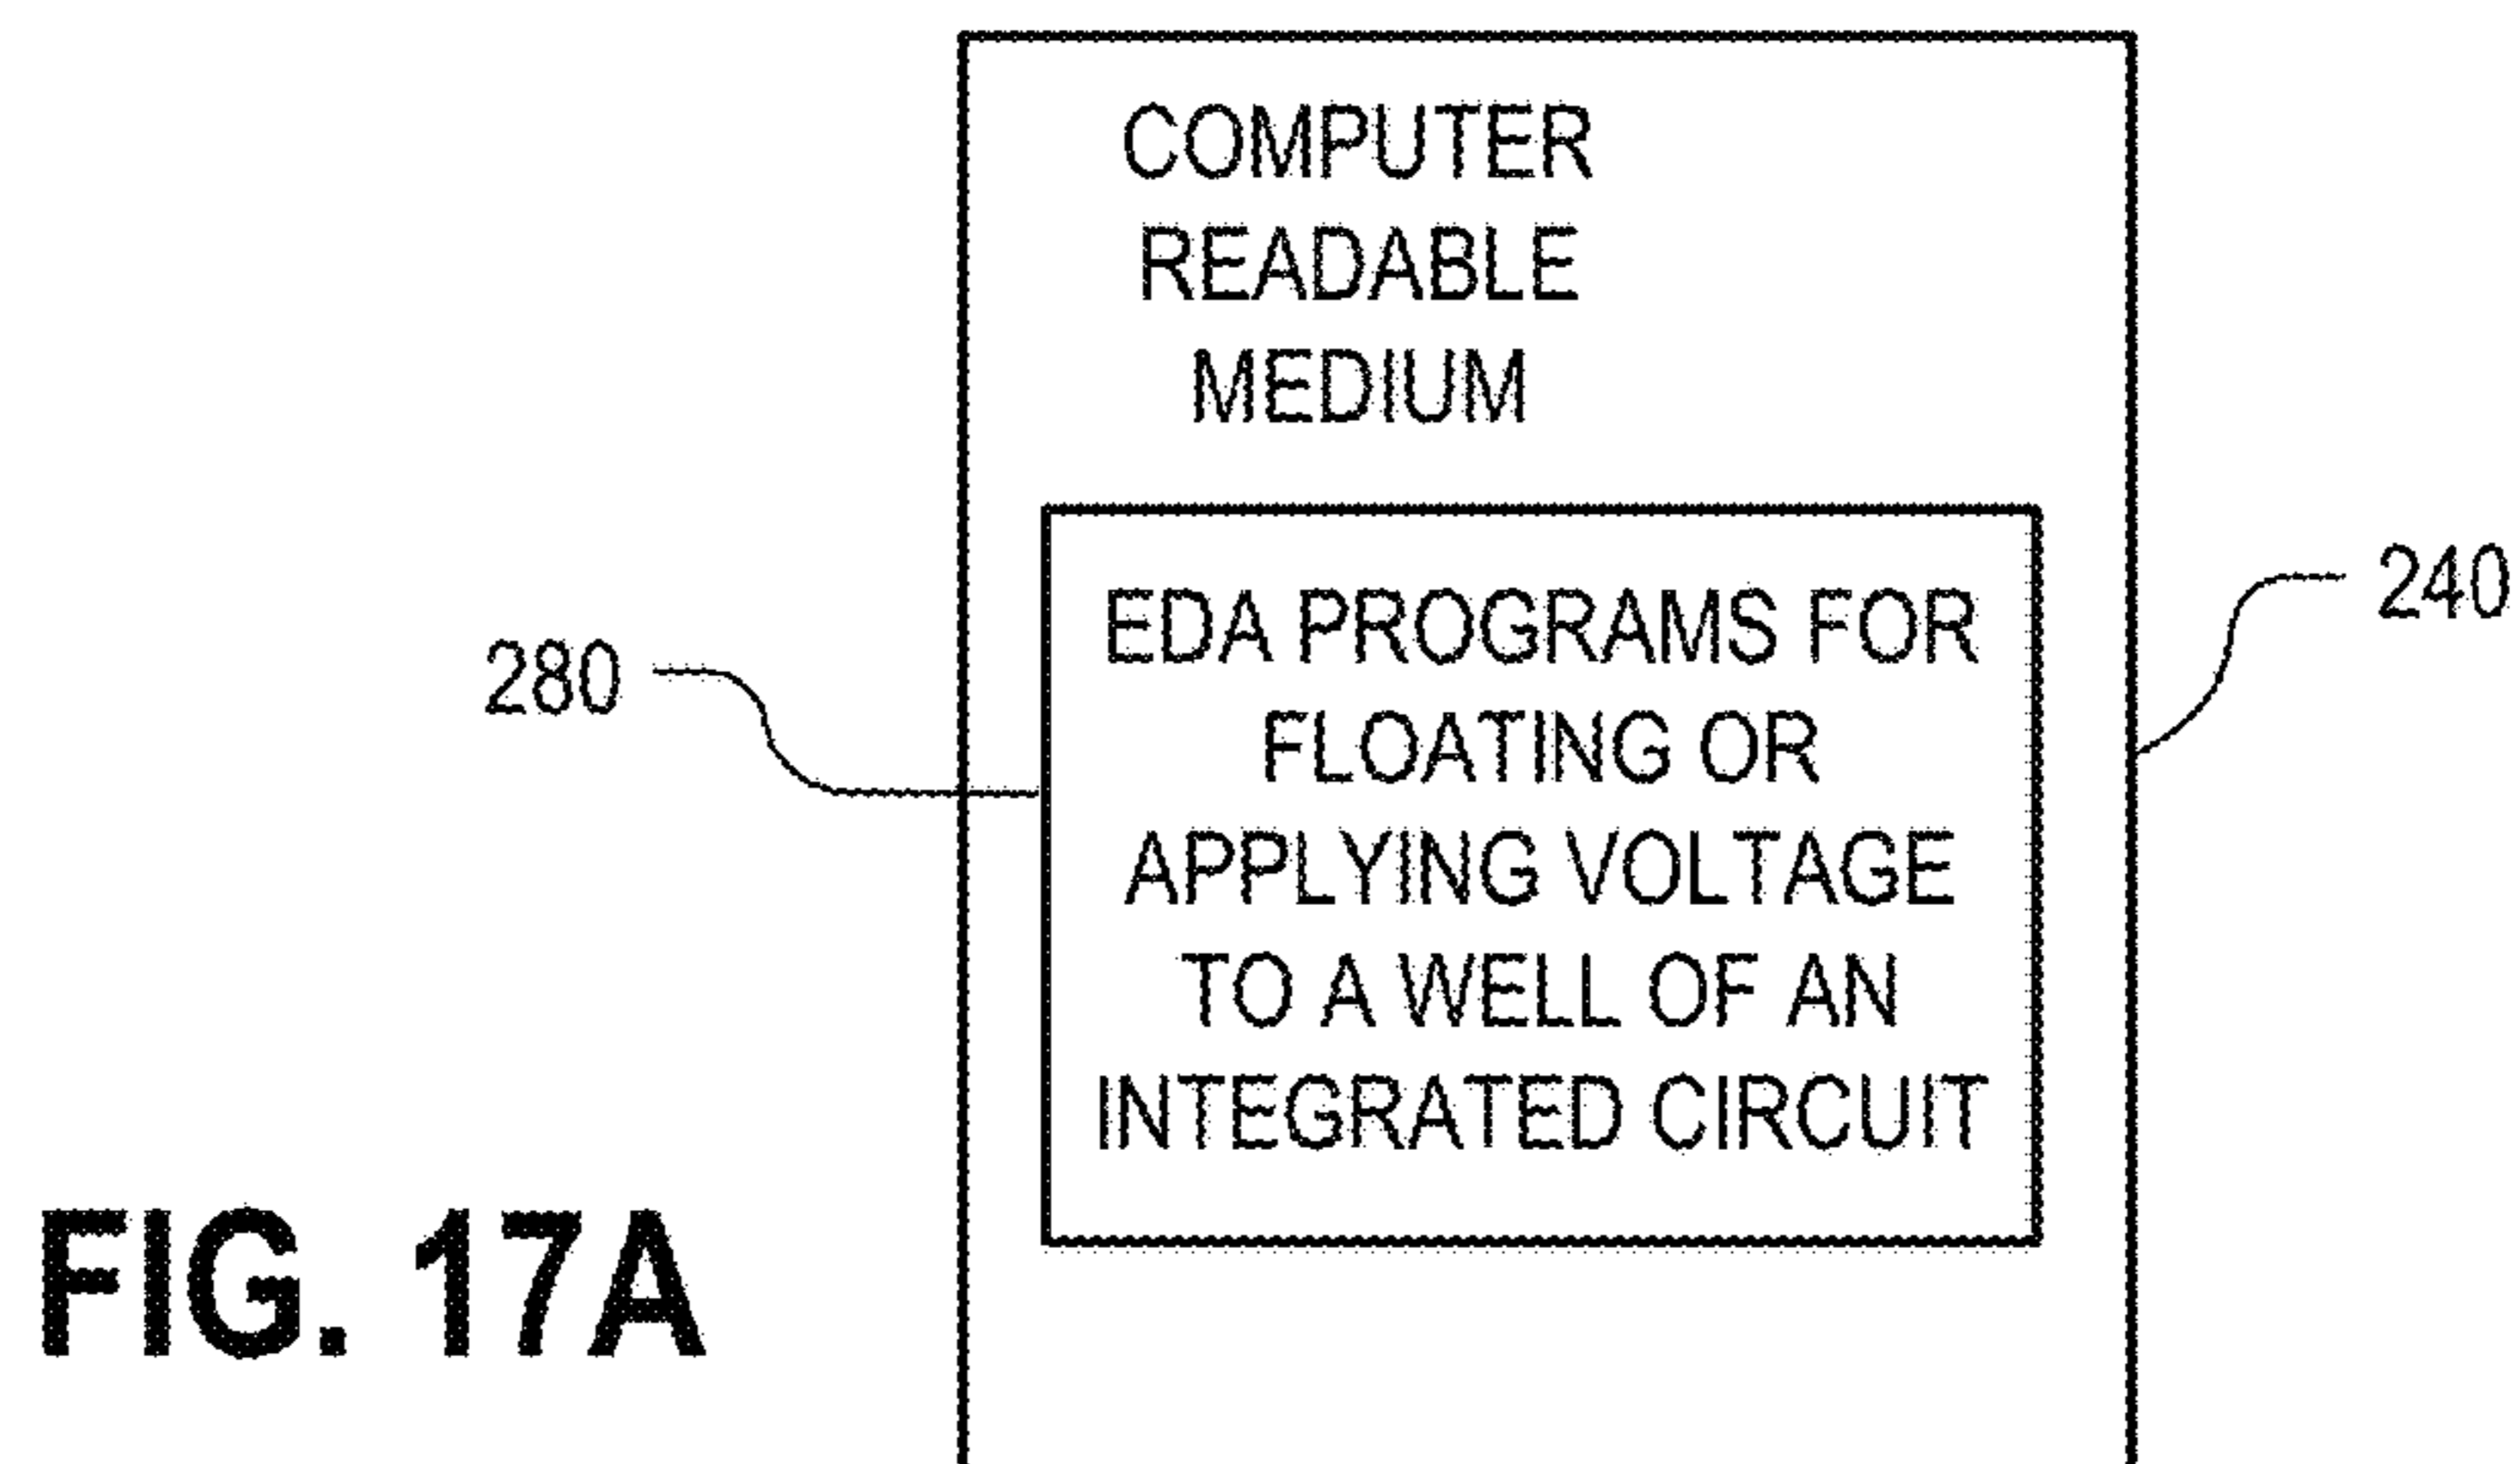 COMPUTER
READABLE
MEDIUM
EDA PROGRAMS FOR
FLOATING OR
APPLYING VOLTAGE
TO A WELL OF AN
INTEGRATED CIRCUIT
240
280
FIG. 17A